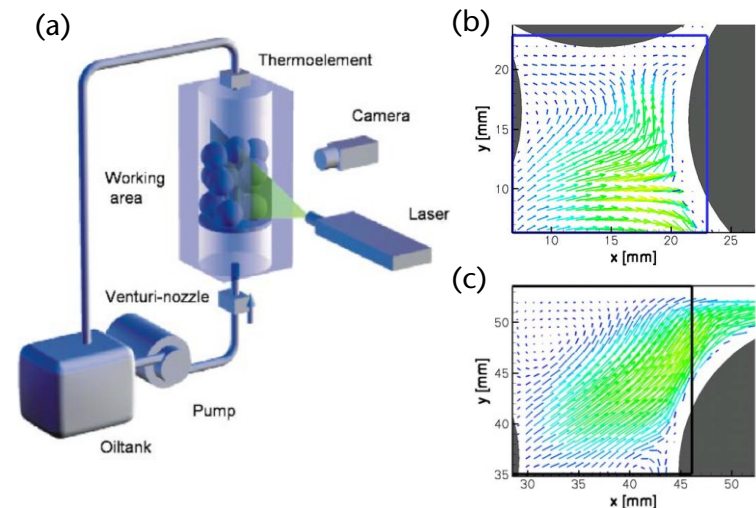 (a)
Thermoelement
Camera
Working
area
Laser
Venturi-nozzle
Pump
Oiltank
(b)
y [mm]
20
15
10
10
15
20
25
x [mm]
(c)
y [mm]
50
45
40
35
30
35
40
45
50
x [mm]